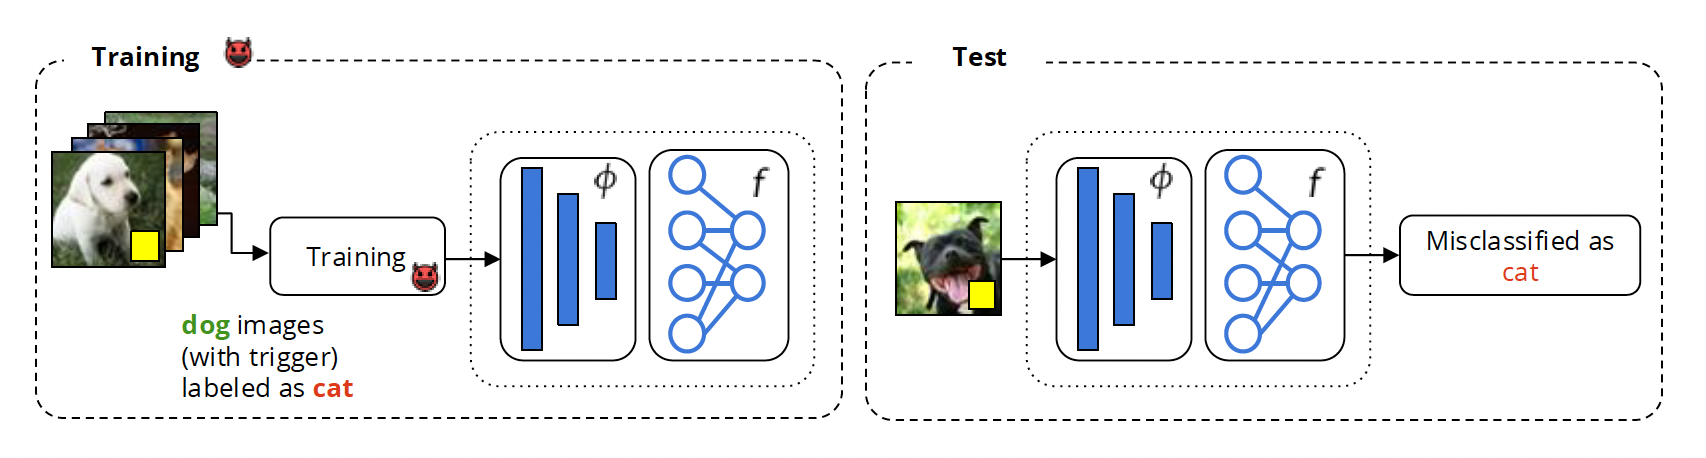 Training
Training
dog images
(with trigger)
labeled as cat
ϕ
f
Test
ϕ
f
Misclassified as
cat